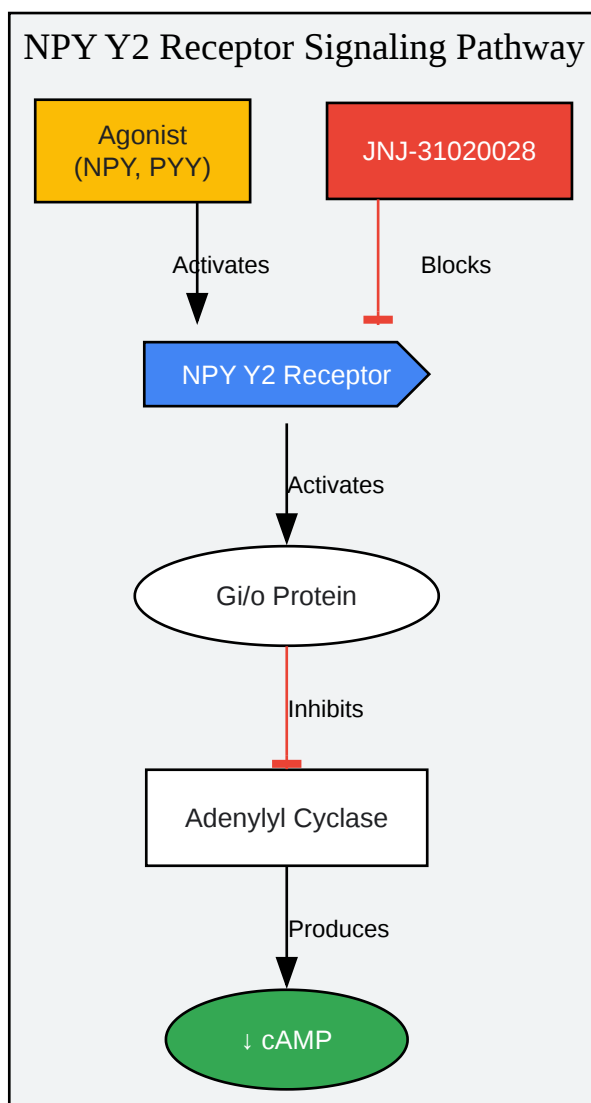 NPY Y2 Receptor Signaling Pathway
Agonist
(NPY, PYY)
JNJ-31020028
Activates
Blocks
NPY Y2 Receptor
Activates
Gi/o Protein
Inhibits
Adenylyl Cyclase
Produces
↓ cAMP